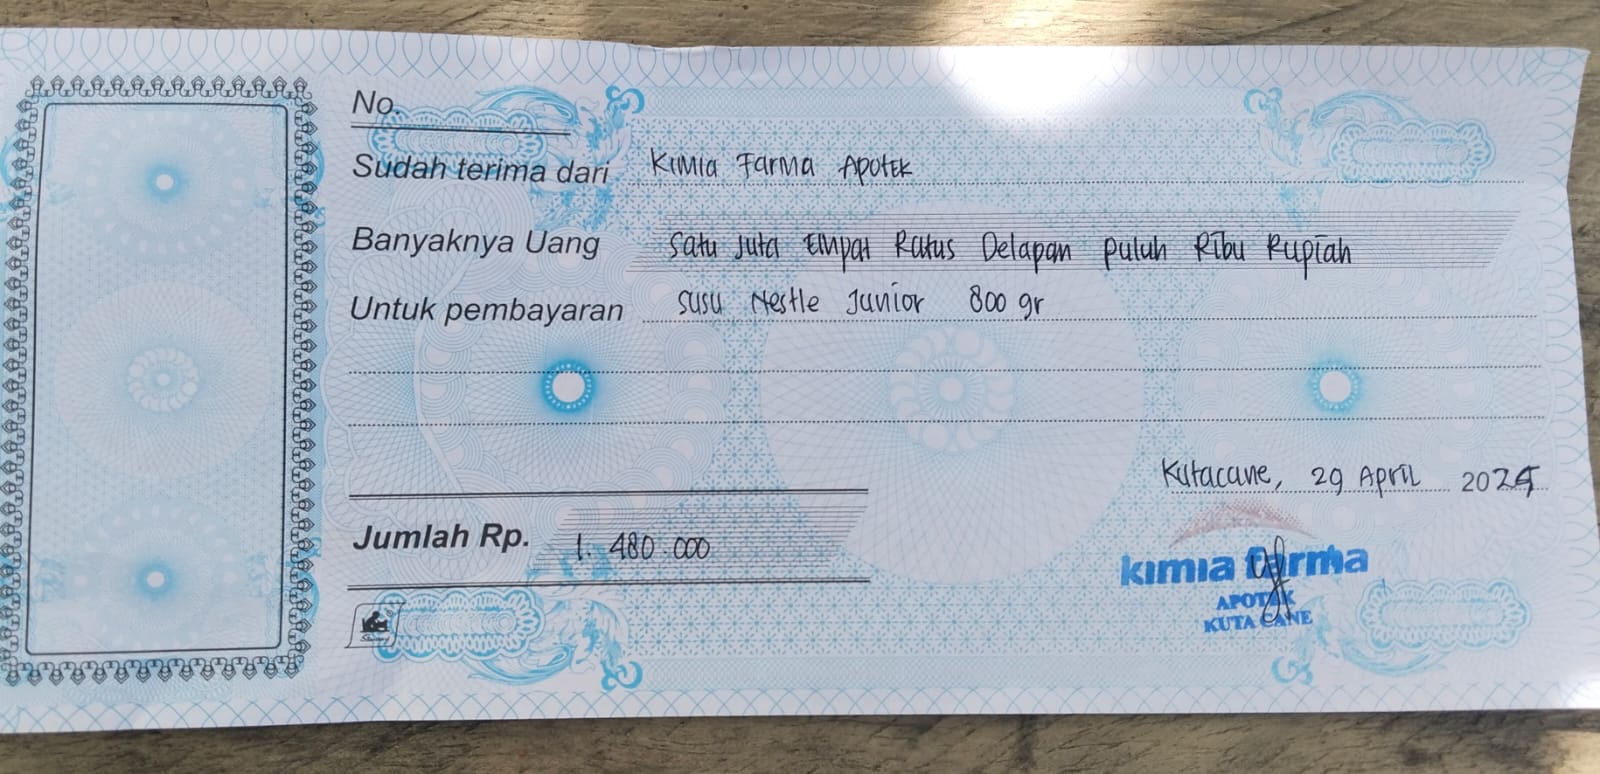 No.
Sudah terima dari Kimia Farma Apotek
Banyaknya Uang Satu Juta Empat Ratus Delapan Puluh Ribu Rupiah
Untuk pembayaran Susu Nestle Junior 800 gr
Kutacane, 29 April 2025
Jumlah Rp. 1.480.000
kimia farma
APOTEK
KUTA CANE